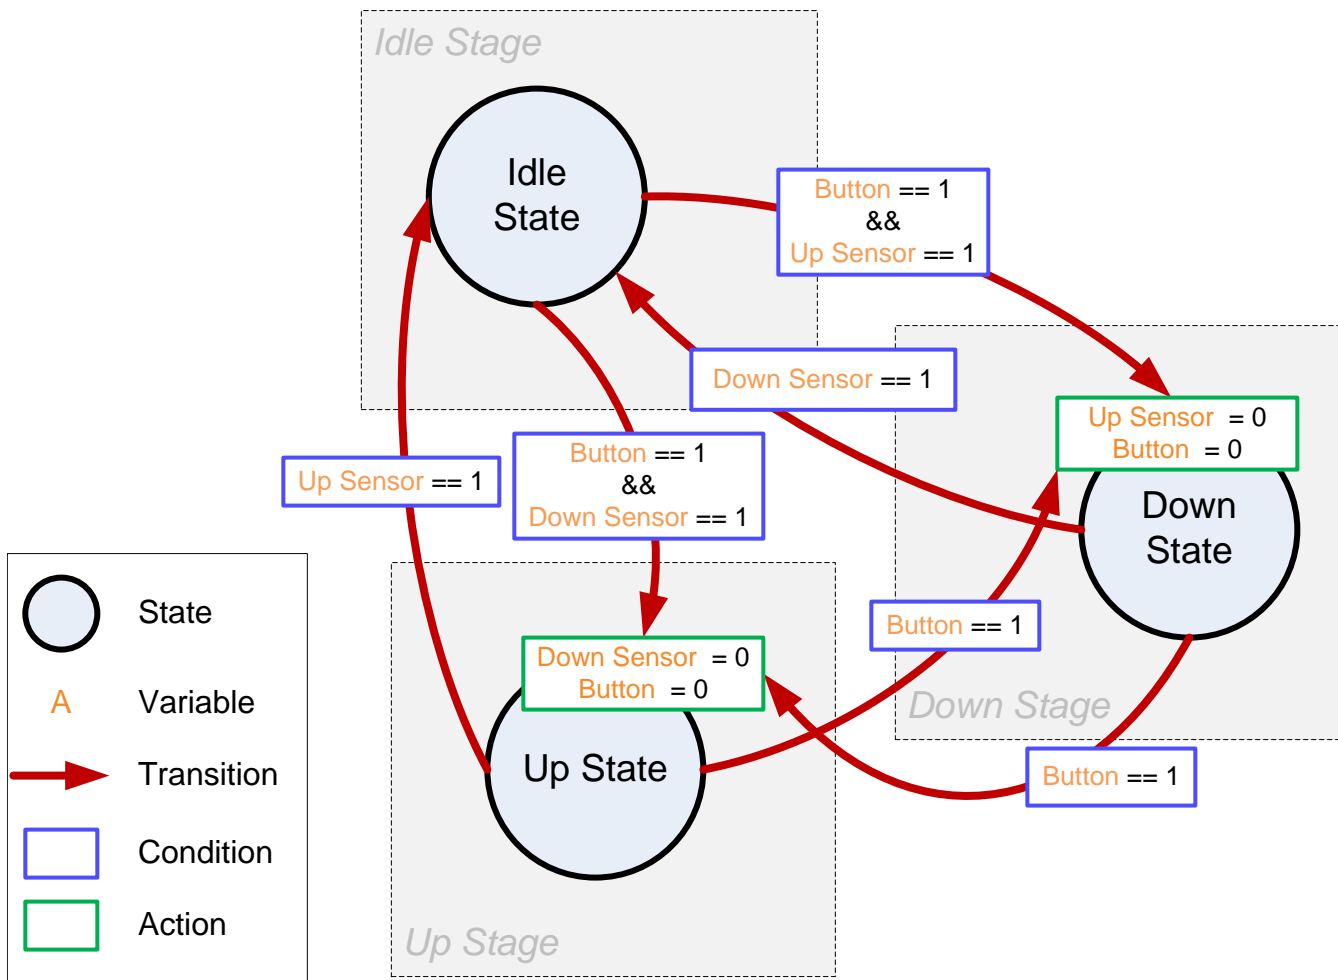 Idle Stage
Idle
State
Button == 1
&&
Up Sensor == 1
Down Sensor == 1
Up Sensor = 0
Button = 0
Button == 1
&&
Down Sensor == 1
Up Sensor == 1
Down
State
Button == 1
Down Sensor = 0
Button = 0
Down Stage
Up State
Button == 1
Up Stage
State
A Variable
Transition
Condition
Action